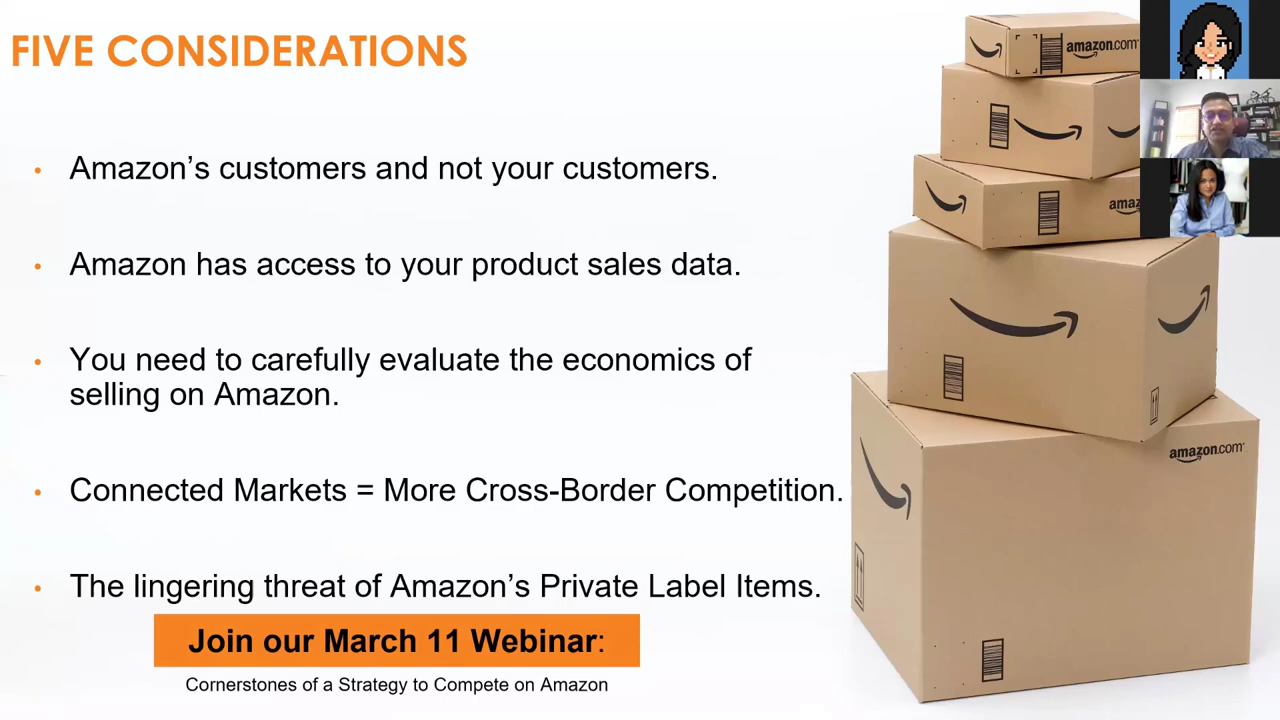 FIVE CONSIDERATIONS
• Amazon’s customers and not your customers.
• Amazon has access to your product sales data.
• You need to carefully evaluate the economics of
selling on Amazon.
• Connected Markets = More Cross-Border Competition.
• The lingering threat of Amazon’s Private Label Items.
Join our March 11 Webinar:
Cornerstones of a Strategy to Compete on Amazon
amazon.com
amaz
amazon.com